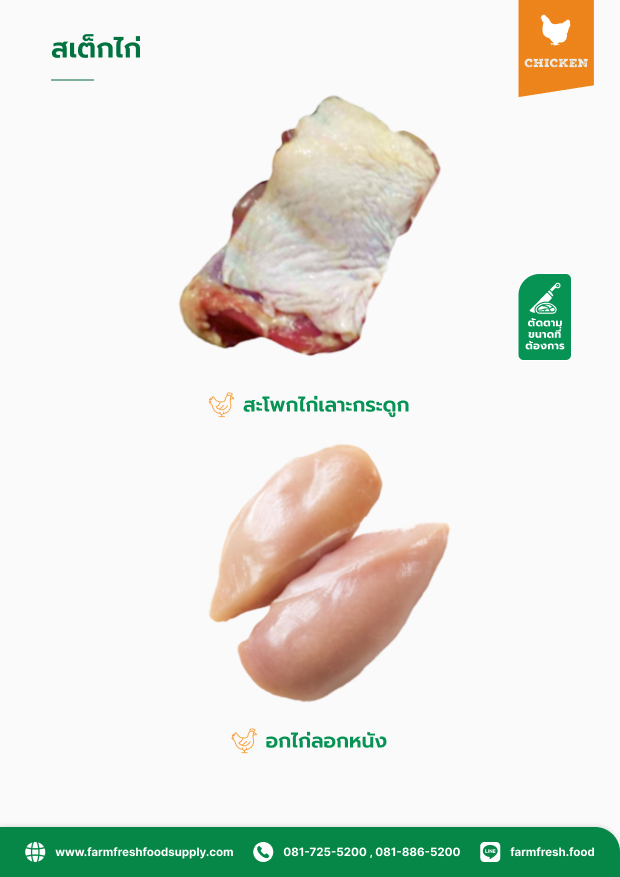 สเต็กไก่
CHICKEN
ตัดตาม
ขนาดที่
ต้องการ
สะโพกไก่เลาะกระดูก
อกไก่ลอกหนัง
www.farmfreshfoodsupply.com
081-725-5200 , 081-886-5200
LINE
farmfresh.food